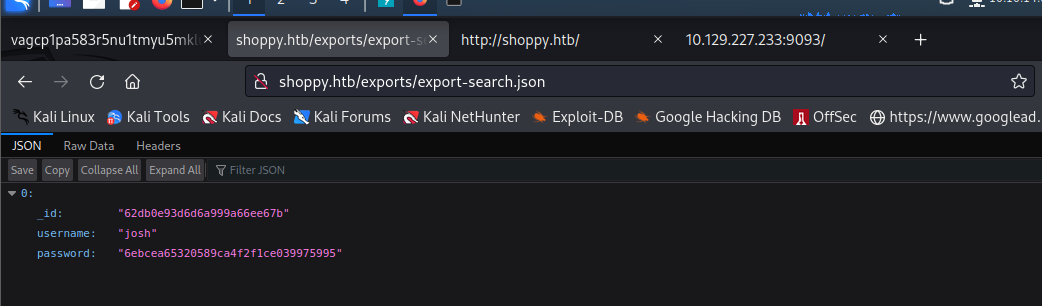 1 2 3 4
vagcp1pa583r5nu1tmyu5mkl × shoppy.htb/exports/export-s × http://shoppy.htb/ × 10.129.227.233:9093/ × +
shoppy.htb/exports/export-search.json
Kali Linux Kali Tools Kali Docs Kali Forums Kali NetHunter Exploit-DB Google Hacking DB OffSec https://www.googlead.
JSON Raw Data Headers
Save Copy Collapse All Expand All Filter JSON
0:
_id: "62db0e93d6d6a999a66ee67b"
username: "josh"
password: "6ebcea65320589ca4f2f1ce039975995"